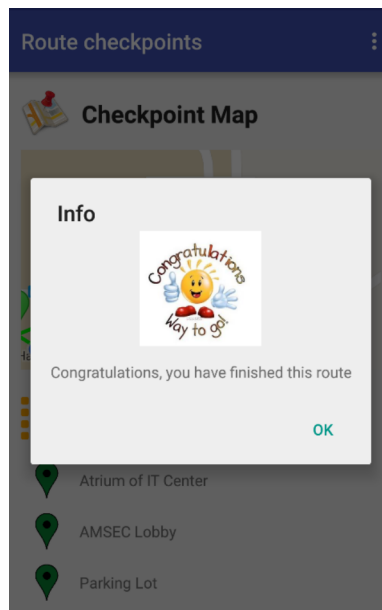 Route checkpoints
Checkpoint Map
Info
Congratulations
Way to go!
Congratulations, you have finished this route
OK
Atrium of IT Center
AMSEC Lobby
Parking Lot